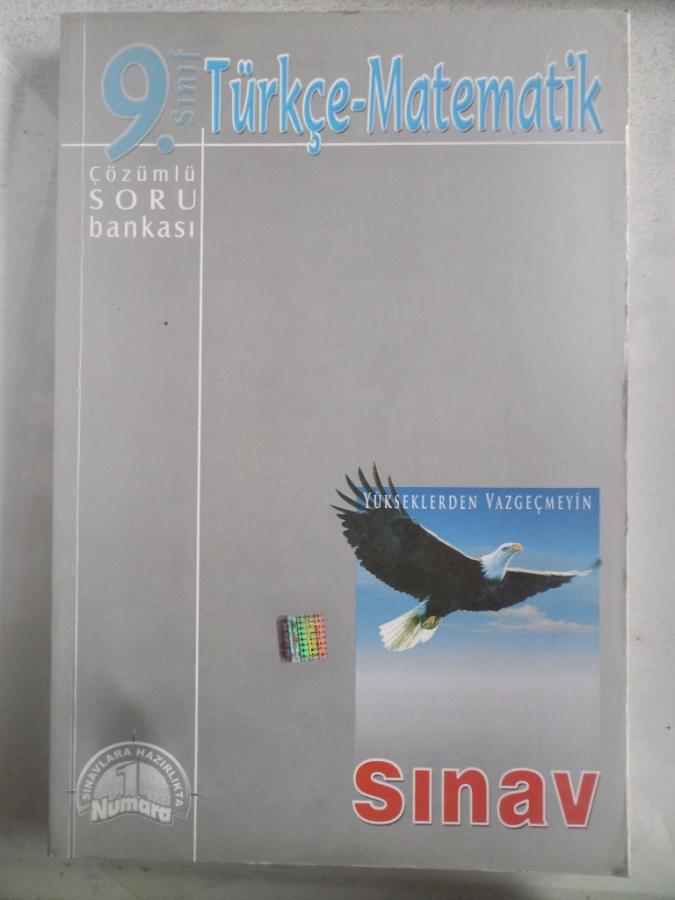 9. Sınıf Türkçe-Matematik
Çözümlü
SORU
bankası
YÜKSEKLERDEN VAZGEÇMEYİN
SINAVLARA HAZIRLIKTA
1
Numara
Sınav